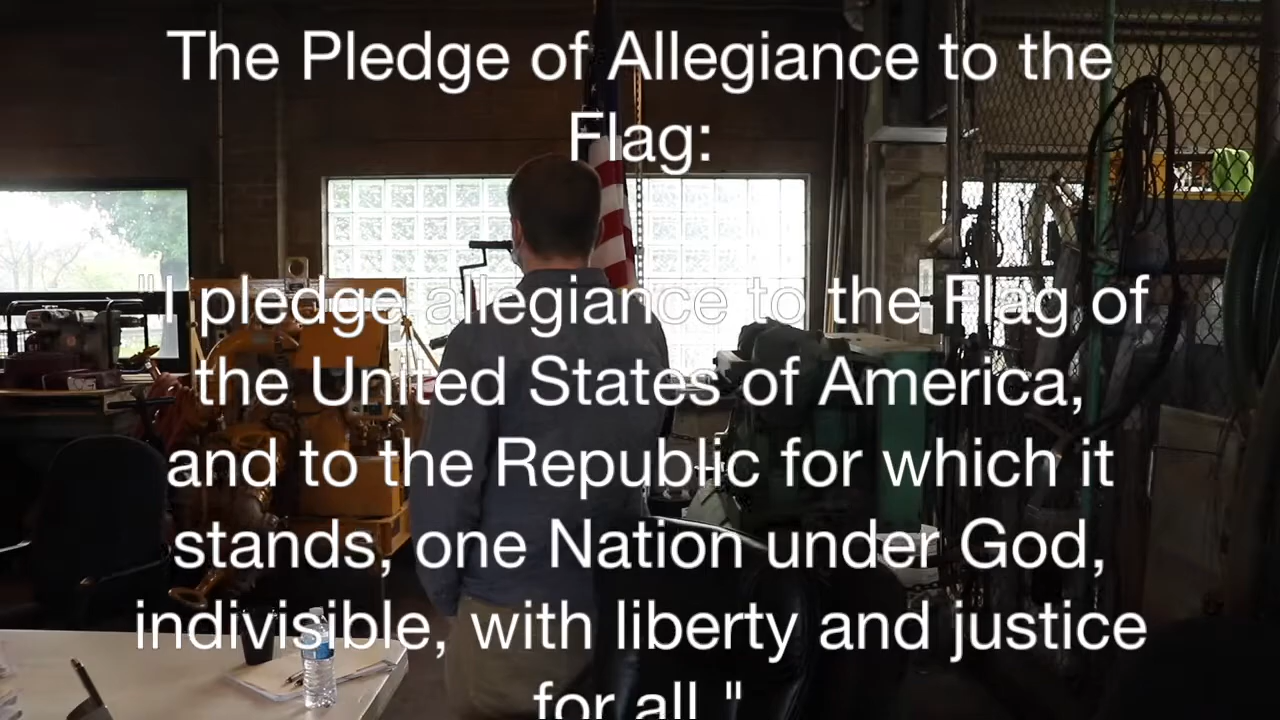 The Pledge of Allegiance to the
Flag:
"I pledge allegiance to the Flag of
the United States of America,
and to the Republic for which it
stands, one Nation under God,
indivisible, with liberty and justice
for all."